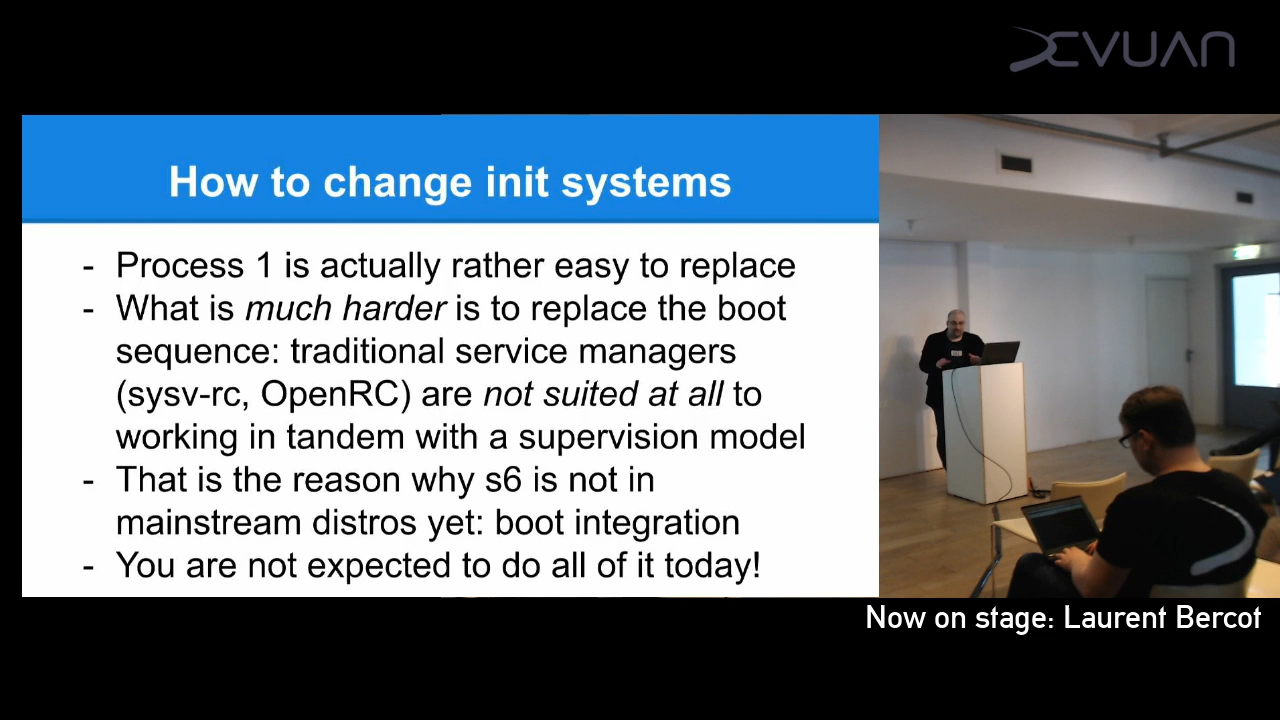 DEVUAN
How to change init systems
- Process 1 is actually rather easy to replace
- What is much harder is to replace the boot
sequence: traditional service managers
(sysv-rc, OpenRC) are not suited at all to
working in tandem with a supervision model
- That is the reason why s6 is not in
mainstream distros yet: boot integration
- You are not expected to do all of it today!
Now on stage: Laurent Bercot